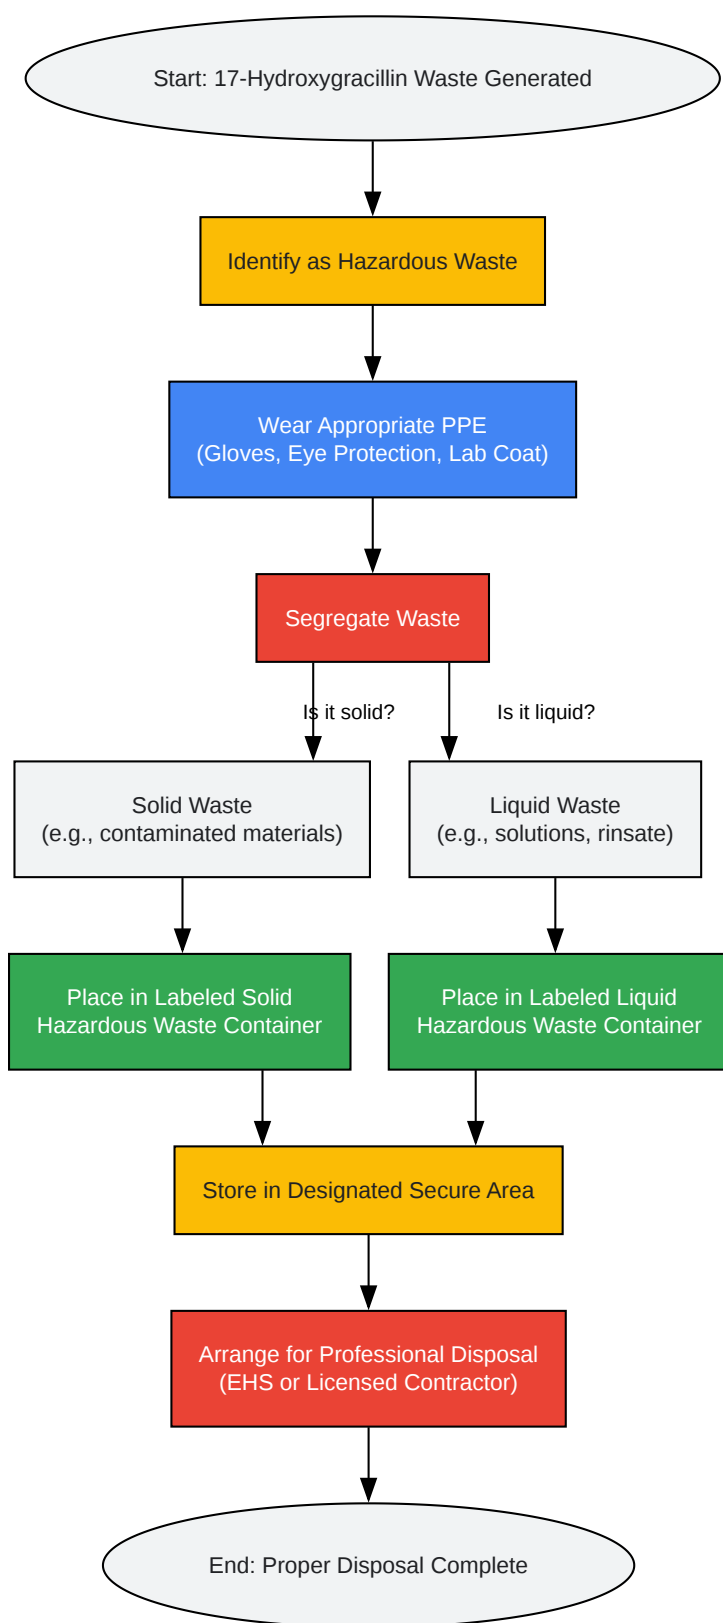 Start: 17-Hydroxygracillin Waste Generated
Identify as Hazardous Waste
Wear Appropriate PPE
(Gloves, Eye Protection, Lab Coat)
Segregate Waste
Is it solid?
Is it liquid?
Solid Waste
(e.g., contaminated materials)
Liquid Waste
(e.g., solutions, rinsate)
Place in Labeled Solid
Hazardous Waste Container
Place in Labeled Liquid
Hazardous Waste Container
Store in Designated Secure Area
Arrange for Professional Disposal
(EHS or Licensed Contractor)
End: Proper Disposal Complete